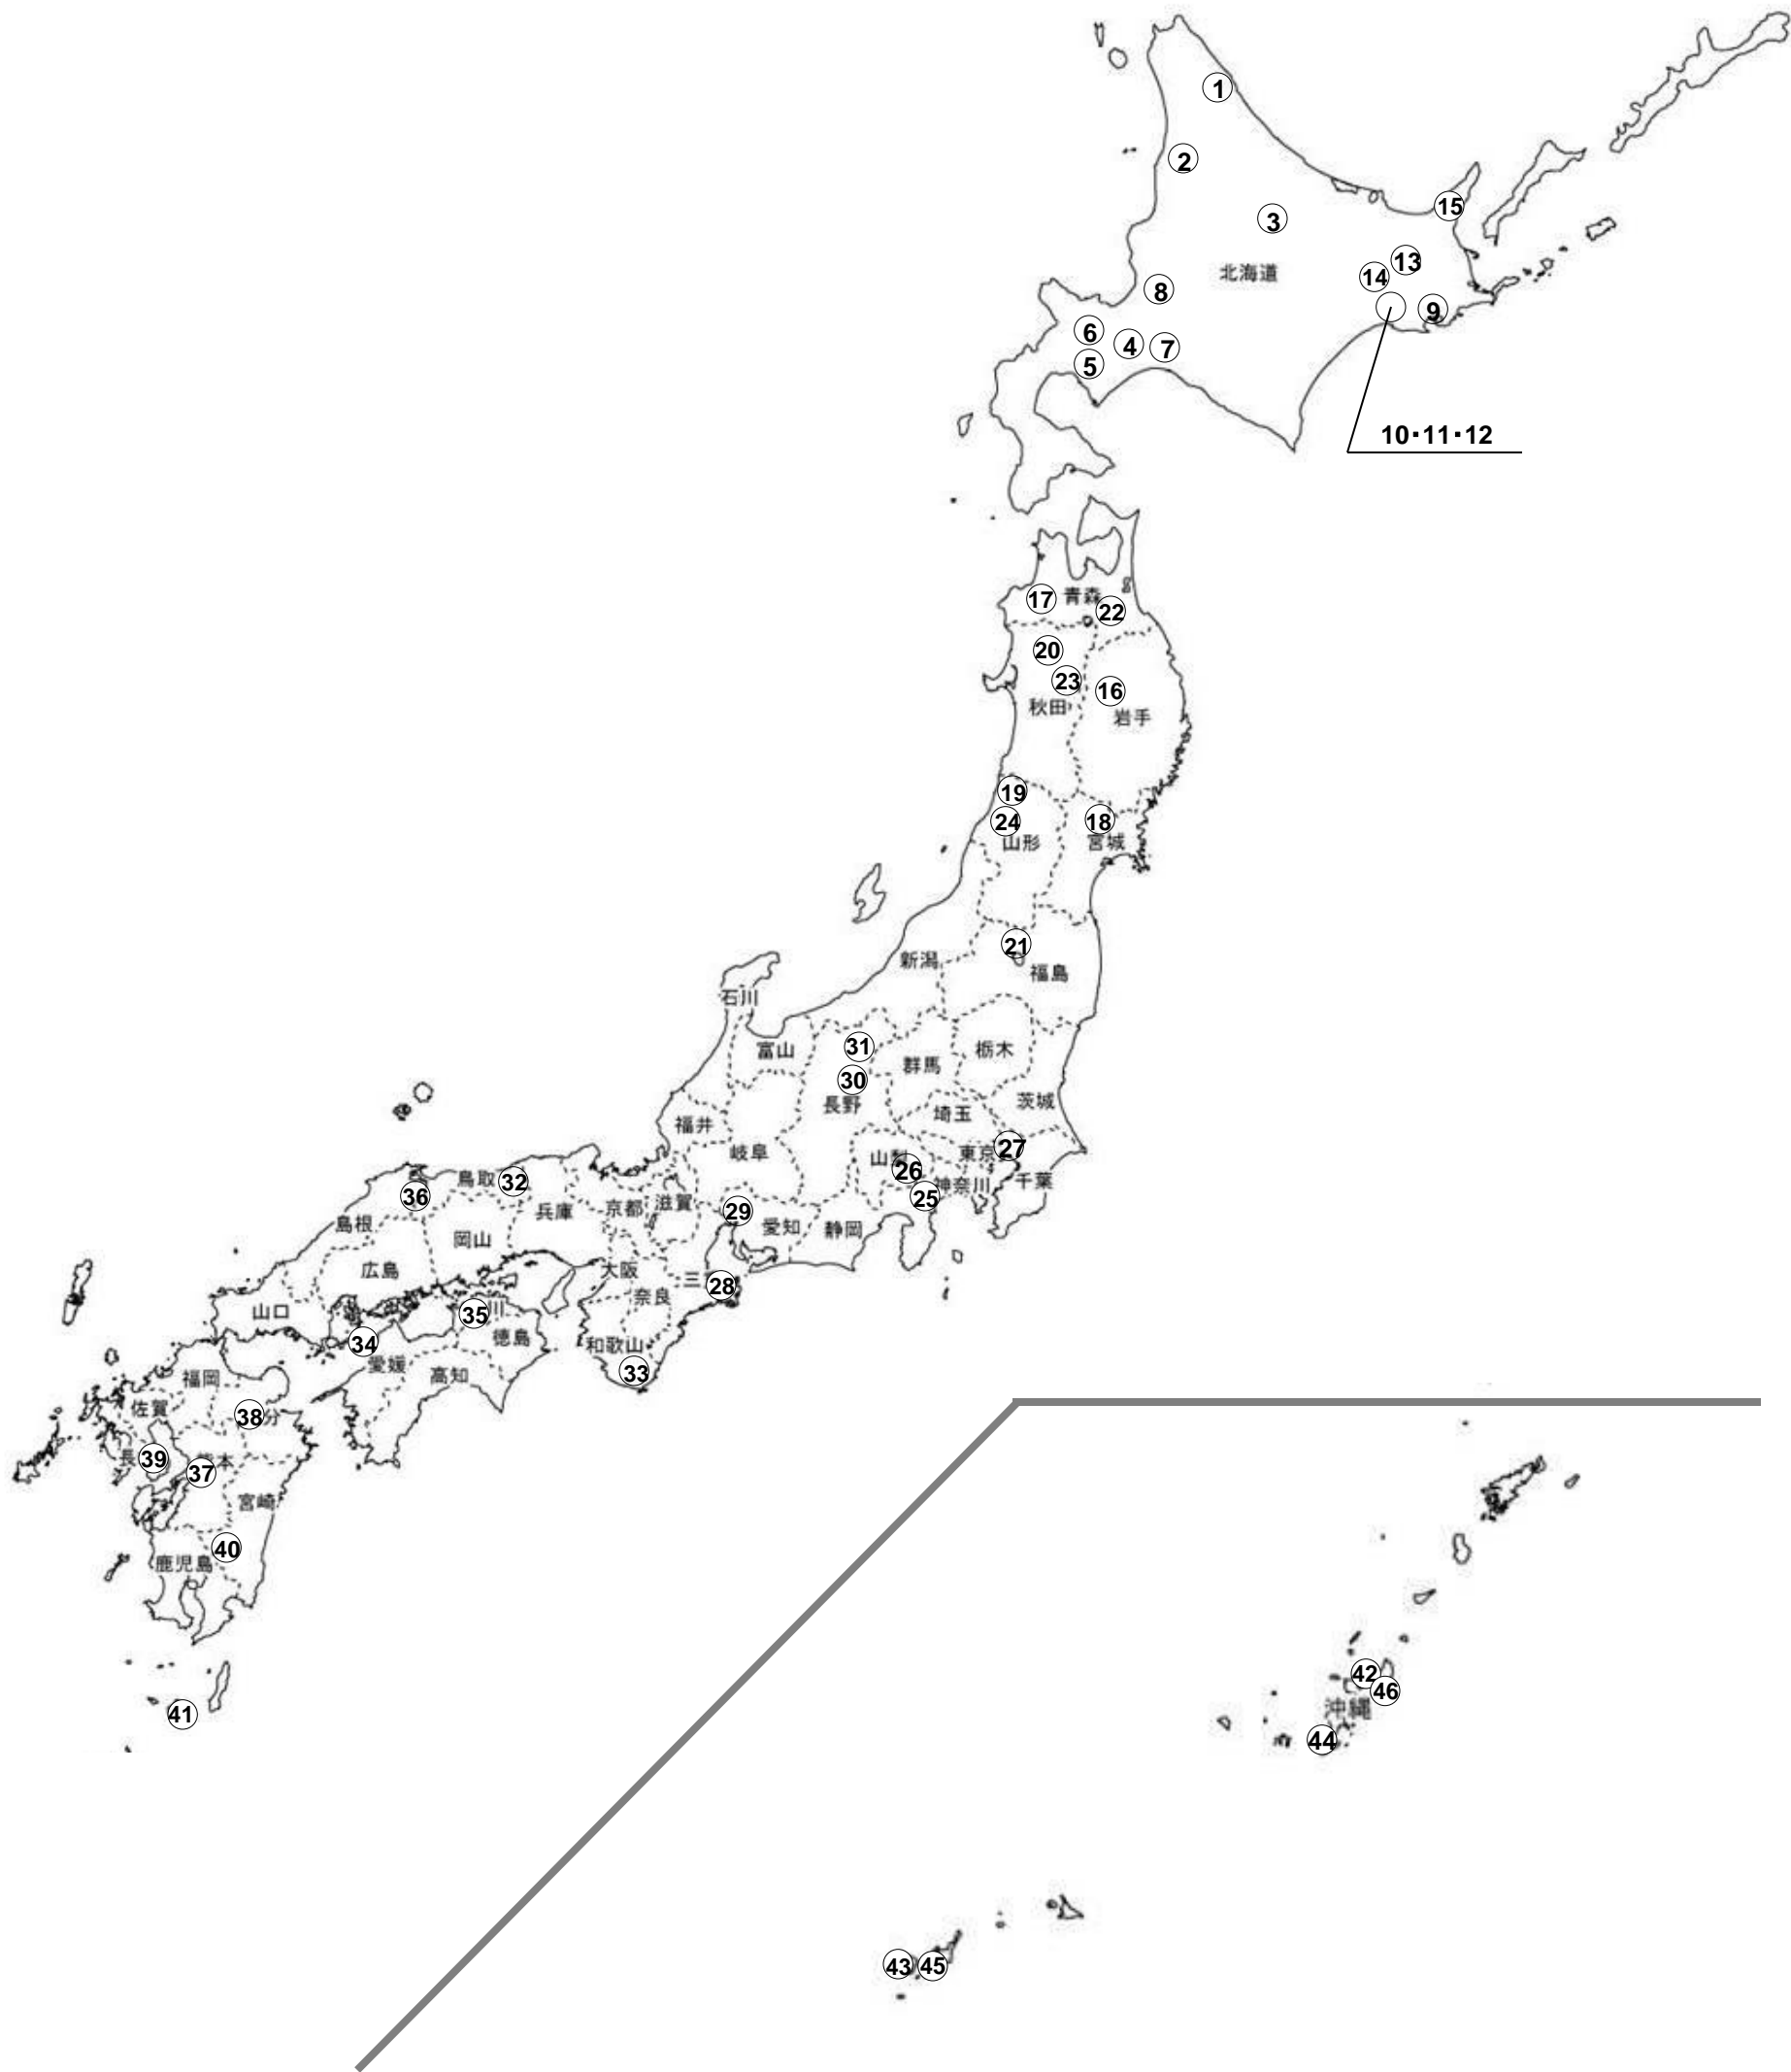 1
2
3
15
13
14
北海道
8
9
6
4
7
5
10・11・12
17
青森
22
20
23
16
秋田
岩手
19
24
18
山形
宮城
21
新潟
福島
石川
31
富山
群馬
栃木
30
長野
茨城
埼玉
福井
岐阜
東京
27
山梨
26
神奈川
千葉
25
鳥取
32
36
兵庫
京都
滋賀
29
愛知
静岡
島根
岡山
広島
大阪
三
28
奈良
山口
35
川
34
徳島
愛媛
高知
和歌山
33
福岡
佐賀
38
分
長
39
本
37
宮崎
40
鹿児島
41
42
46
沖縄
44
43
45